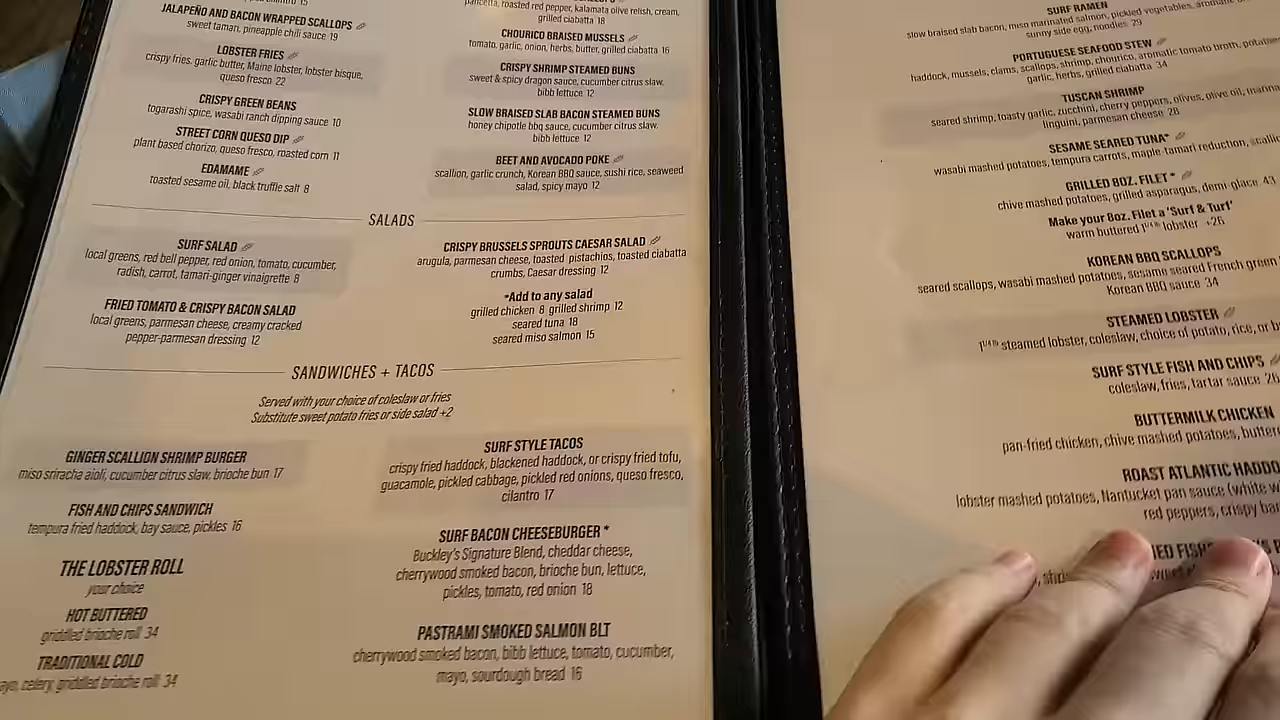 JALAPEÑO AND BACON WRAPPED SCALLOPS
sweet tamari, pineapple chili sauce 19
LOBSTER FRIES
crispy fries, garlic butter, Maine lobster, lobster bisque,
queso fresco 22
CRISPY GREEN BEANS
togarashi spice, wasabi ranch dipping sauce 10
STREET CORN QUESO DIP
plant based chorizo, queso fresco, roasted corn 11
EDAMAME
toasted sesame oil, black truffle salt 8
pancetta, roasted red pepper, kalamata olive relish, cream,
grilled ciabatta 18
CHOURICO BRAISED MUSSELS
tomato, garlic, onion, herbs, butter, grilled ciabatta 16
CRISPY SHRIMP STEAMED BUNS
sweet & spicy dragon sauce, cucumber citrus slaw,
bibb lettuce 12
SLOW BRAISED SLAB BACON STEAMED BUNS
honey chipotle bbq sauce, cucumber citrus slaw,
bibb lettuce 12
BEET AND AVOCADO POKE
scallion, garlic crunch, Korean BBQ sauce, sushi rice, seaweed
salad, spicy mayo 12
SALADS
SURF SALAD
local greens, red bell pepper, red onion, tomato, cucumber,
radish, carrot, tamari-ginger vinaigrette 8
FRIED TOMATO & CRISPY BACON SALAD
local greens, parmesan cheese, creamy cracked
pepper-parmesan dressing 12
CRISPY BRUSSELS SPROUTS CAESAR SALAD
arugula, parmesan cheese, toasted pistachios, toasted ciabatta
crumbs, Caesar dressing 12
*Add to any salad
grilled chicken 8 grilled shrimp 12
seared tuna 18
seared miso salmon 15
SANDWICHES + TACOS
Served with your choice of coleslaw or fries
Substitute sweet potato fries or side salad +2
GINGER SCALLION SHRIMP BURGER
miso sriracha aioli, cucumber citrus slaw, brioche bun 17
FISH AND CHIPS SANDWICH
tempura fried haddock, bay sauce, pickles 16
THE LOBSTER ROLL
your choice
HOT BUTTERED
griddled brioche roll 34
TRADITIONAL COLD
celery, griddled brioche roll 34
SURF STYLE TACOS
crispy fried haddock, blackened haddock, or crispy fried tofu,
guacamole, pickled cabbage, pickled red onions, queso fresco,
cilantro 17
SURF BACON CHEESEBURGER *
Buckley's Signature Blend, cheddar cheese,
cherrywood smoked bacon, brioche bun, lettuce,
pickles, tomato, red onion 18
PASTRAMI SMOKED SALMON BLT
cherrywood smoked bacon, bibb lettuce, tomato, cucumber,
mayo, sourdough bread 16
SURF RAMEN
slow braised slab bacon, miso marinated salmon, pickled vegetables,
sunny side egg, noodles 29
PORTUGUESE SEAFOOD STEW
haddock, mussels, clams, scallops, shrimp, chourico, aromatic tomato broth,
garlic, herbs, grilled ciabatta 34
TUSCAN SHRIMP
seared shrimp, toasty garlic, zucchini, cherry peppers, olives, olive oil,
linguini, parmesan cheese 28
SESAME SEARED TUNA*
wasabi mashed potatoes, tempura carrots, maple-tamari reduction,
GRILLED 8OZ. FILET *
chive mashed potatoes, grilled asparagus, demi-glace 43
Make your 8oz. Filet a 'Surf & Turf'
warm buttered 1¹/⁴ˡᵇ lobster +26
KOREAN BBQ SCALLOPS
seared scallops, wasabi mashed potatoes, sesame seared French green
Korean BBQ sauce 34
STEAMED LOBSTER
1¹/⁴ˡᵇ steamed lobster, coleslaw, choice of potato, rice, or
SURF STYLE FISH AND CHIPS
coleslaw, fries, tartar sauce 26
BUTTERMILK CHICKEN
pan-fried chicken, chive mashed potatoes,
ROAST ATLANTIC
lobster mashed potatoes, Nantucket pan sauce (white
red peppers, crispy